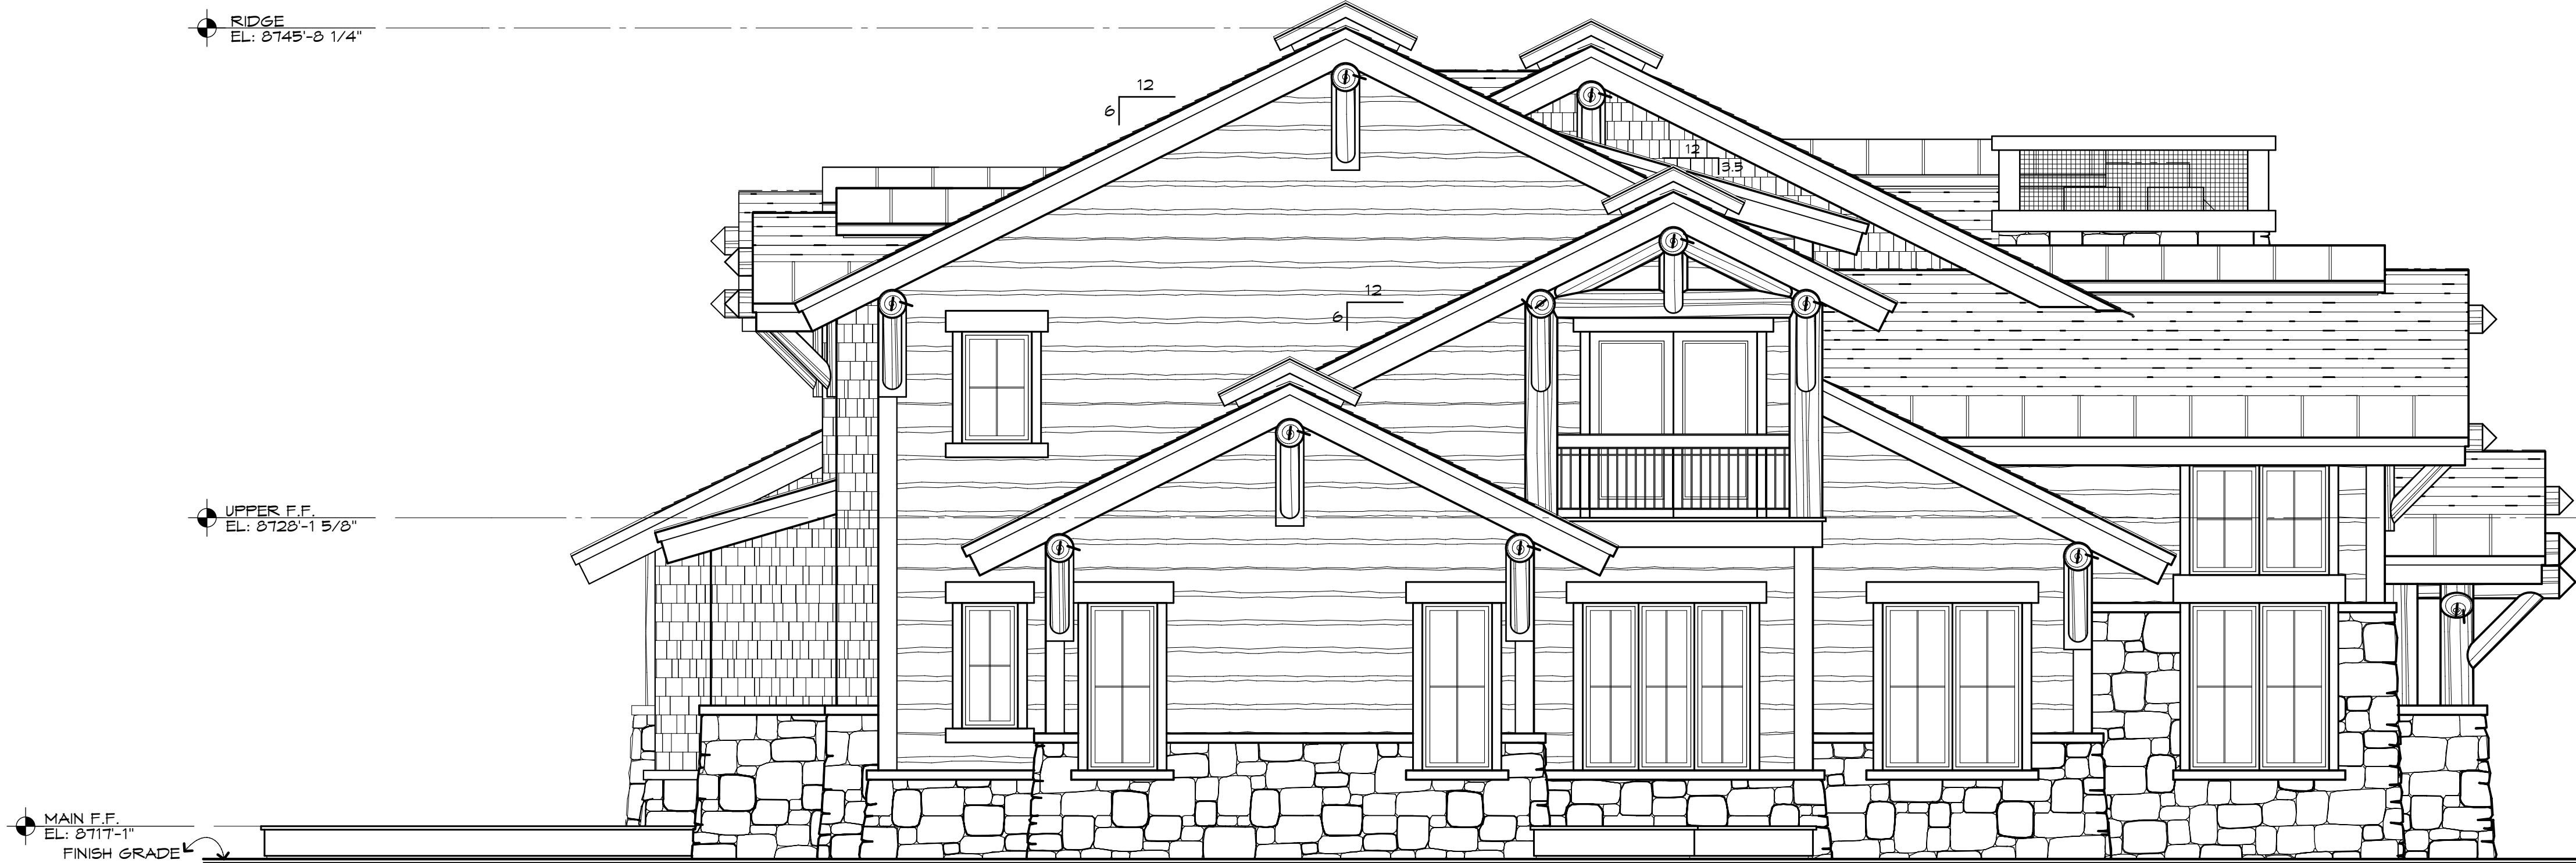 RIDGE
EL: 8745'-8 1/4"
12
6
12
3.5
12
6
UPPER F.F.
EL: 8728'-1 5/8"
MAIN F.F.
EL: 8717'-1"
FINISH GRADE